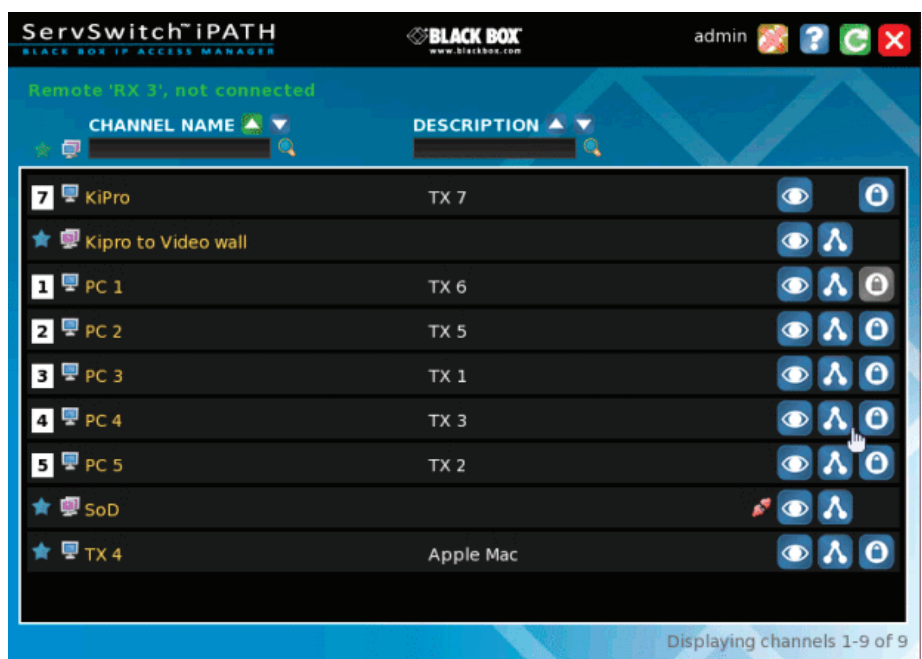 ServSwitch™ iPATH
BLACK BOX IP ACCESS MANAGER
BLACK BOX®
www.blackbox.com
admin
?
Remote 'RX 3', not connected
CHANNEL NAME
DESCRIPTION
7 KiPro TX 7
Kipro to Video wall
1 PC 1 TX 6
2 PC 2 TX 5
3 PC 3 TX 1
4 PC 4 TX 3
5 PC 5 TX 2
SoD
TX 4 Apple Mac
Displaying channels 1-9 of 9